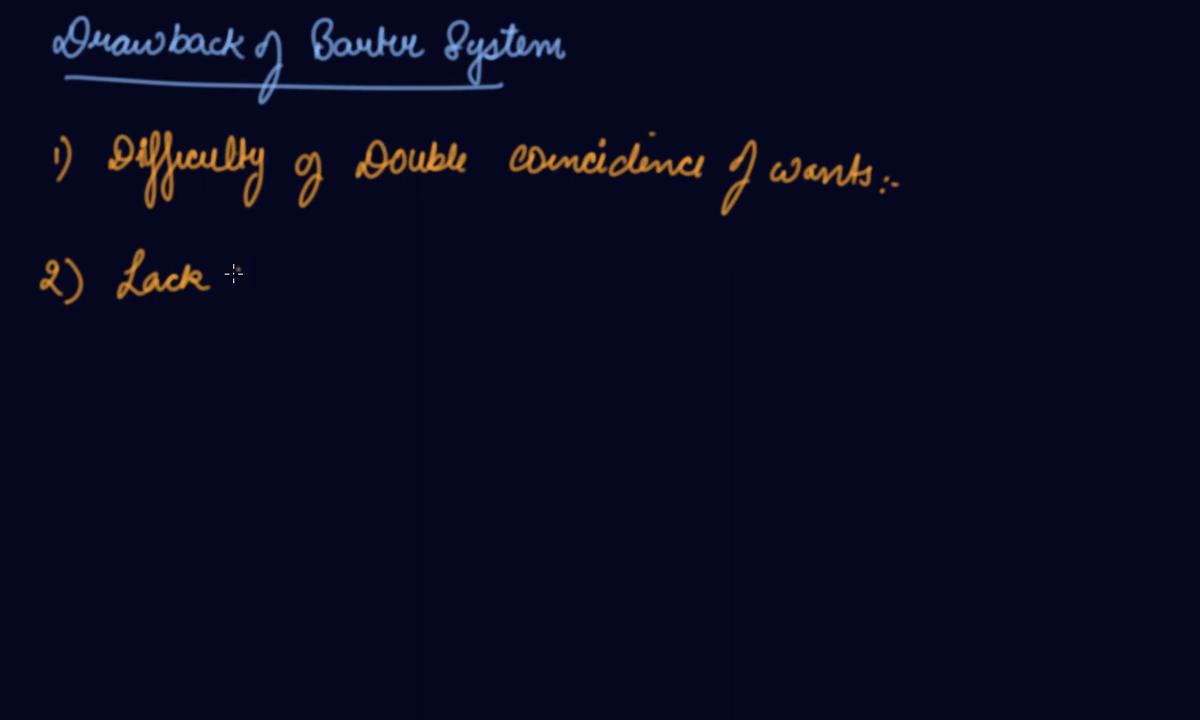 Drawback of Barter System
1) Difficulty of Double coincidence of wants:-
2) Lack